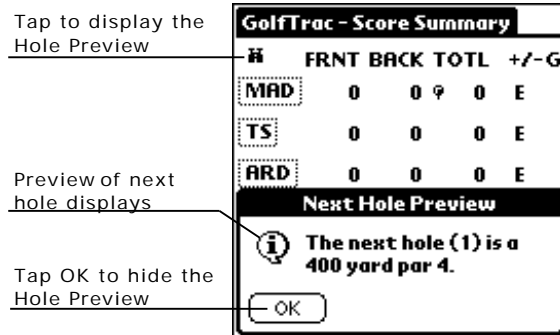 Tap to display the
Hole Preview
GolfTrac - Score Summary
FRNT BACK TOTL +/-G
MAD 0 0 0 E
TS 0 0 0 E
ARD 0 0 0 E
Preview of next
hole displays
Next Hole Preview
The next hole (1) is a
400 yard par 4.
Tap OK to hide the
Hole Preview
OK